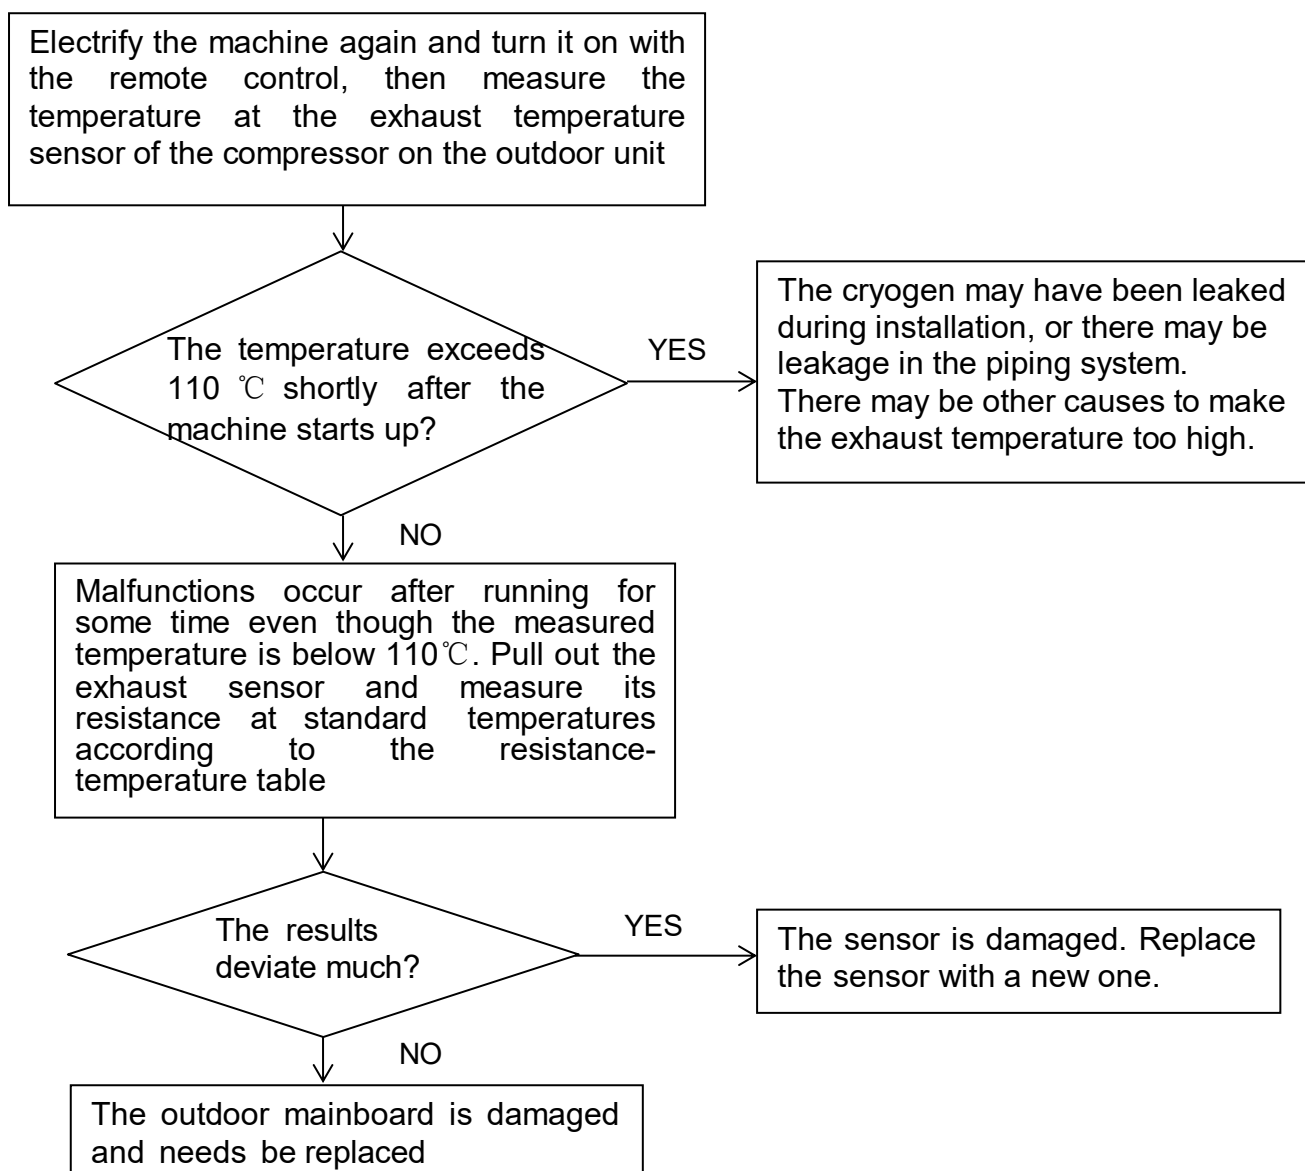 Electrify the machine again and turn it on with
the remote control, then measure the
temperature at the exhaust temperature
sensor of the compressor on the outdoor unit
The temperature exceeds
110 ℃ shortly after the
machine starts up?
YES
The cryogen may have been leaked
during installation, or there may be
leakage in the piping system.
There may be other causes to make
the exhaust temperature too high.
NO
Malfunctions occur after running for
some time even though the measured
temperature is below 110℃. Pull out the
exhaust sensor and measure its
resistance at standard temperatures
according to the resistance-
temperature table
The results
deviate much?
YES
The sensor is damaged. Replace
the sensor with a new one.
NO
The outdoor mainboard is damaged
and needs be replaced